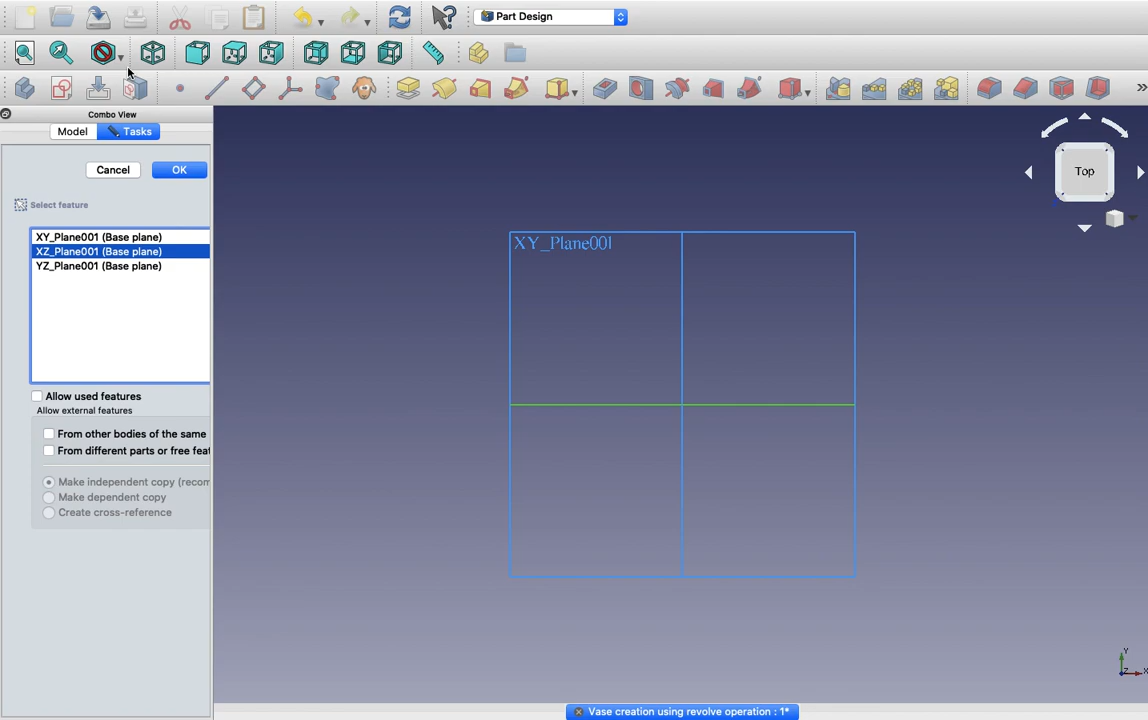 Part Design
Combo View
Model
Tasks
Cancel
OK
Select feature
XY_Plane001 (Base plane)
XZ_Plane001 (Base plane)
YZ_Plane001 (Base plane)
Allow used features
Allow external features
From other bodies of the same
From different parts or free feat
Make independent copy (recom
Make dependent copy
Create cross-reference
XY_Plane001
Top
Y
Z
X
Vase creation using revolve operation : 1*